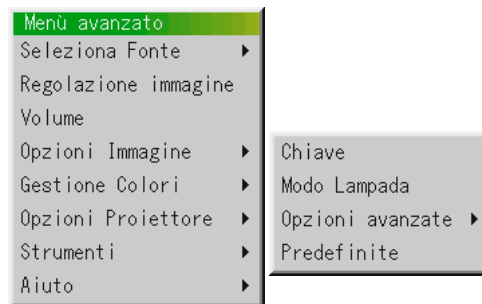 Menù avanzato
Seleziona Fonte
Regolazione immagine
Volume
Opzioni Immagine
Gestione Colori
Opzioni Proiettore
Strumenti
Aiuto
Chiave
Modo Lampada
Opzioni avanzate
Predefinite